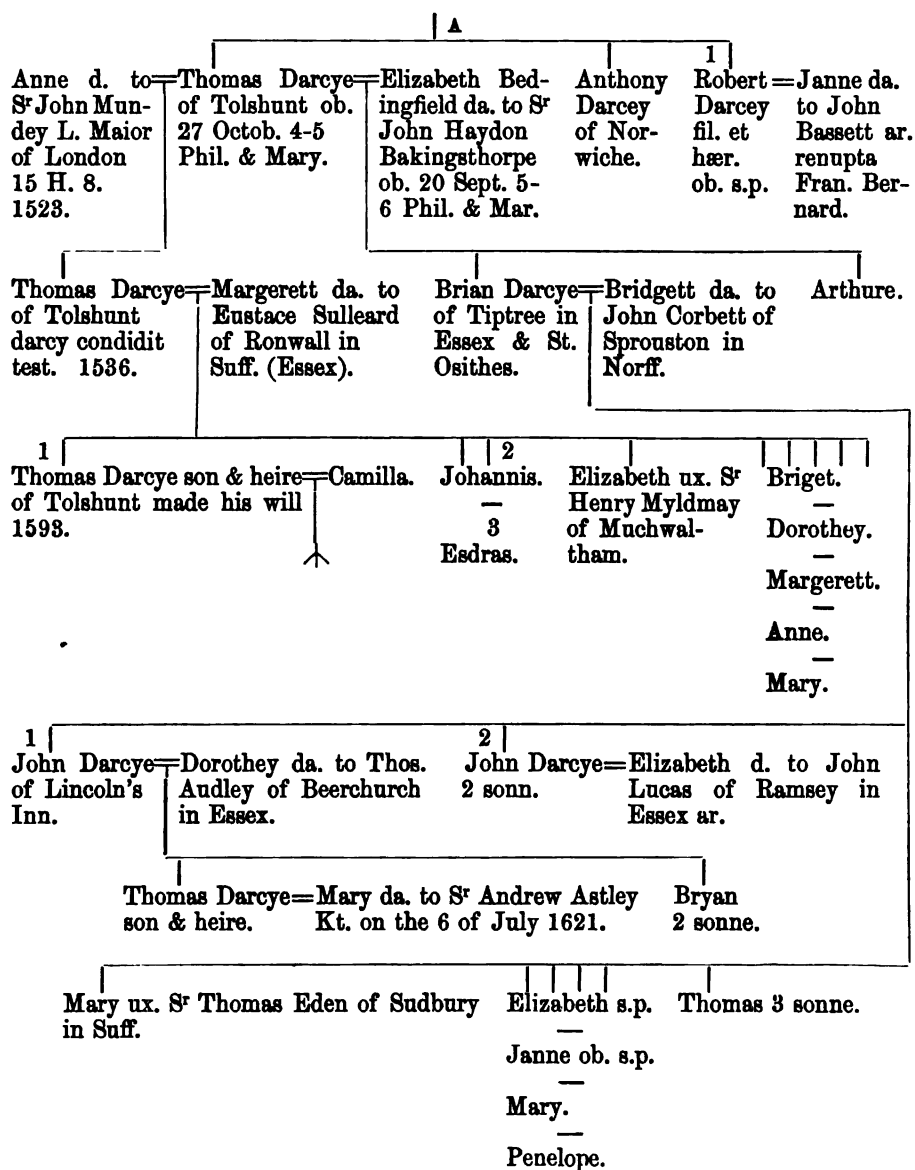 A
Anne d. to
Sr John Mun-
dey L. Maior
of London
15 H. 8.
1523.
Thomas Darcye
of Tolshunt ob.
27 Octob. 4-5
Phil. & Mary.
Elizabeth Bed-
ingfield da. to Sr
John Haydon
Bakingsthorpe
ob. 20 Sept. 5-
6 Phil. & Mar.
Anthony
Darcey
of Nor-
wiche.
1
Robert
Darcey
fil. et
hær.
ob. s.p.
Janne da.
to John
Bassett ar.
renupta
Fran. Ber-
nard.
Thomas Darcye
of Tolshunt
darcy condidit
test. 1536.
Margerett da. to
Eustace Sulleard
of Ronwall in
Suff. (Essex).
Brian Darcye
of Tiptree in
Essex & St.
Osithes.
Bridgett da. to
John Corbett of
Sprouston in
Norff.
Arthure.
1
Thomas Darcye son & heire
of Tolshunt made his will
1593.
Camilla.
2
Johannis.
—
3
Esdras.
Elizabeth ux. Sr
Henry Myldmay
of Muchwal-
tham.
Briget.
—
Dorothey.
—
Margerett.
—
Anne.
—
Mary.
1
John Darcye
of Lincoln's
Inn.
Dorothey da. to Thos.
Audley of Beerchurch
in Essex.
2
John Darcye
2 sonn.
Elizabeth d. to John
Lucas of Ramsey in
Essex ar.
Thomas Darcye
son & heire.
Mary da. to Sr Andrew Astley
Kt. on the 6 of July 1621.
Bryan
2 sonne.
Mary ux. Sr Thomas Eden of Sudbury
in Suff.
Elizabeth s.p.
—
Janne ob. s.p.
—
Mary.
—
Penelope.
Thomas 3 sonne.